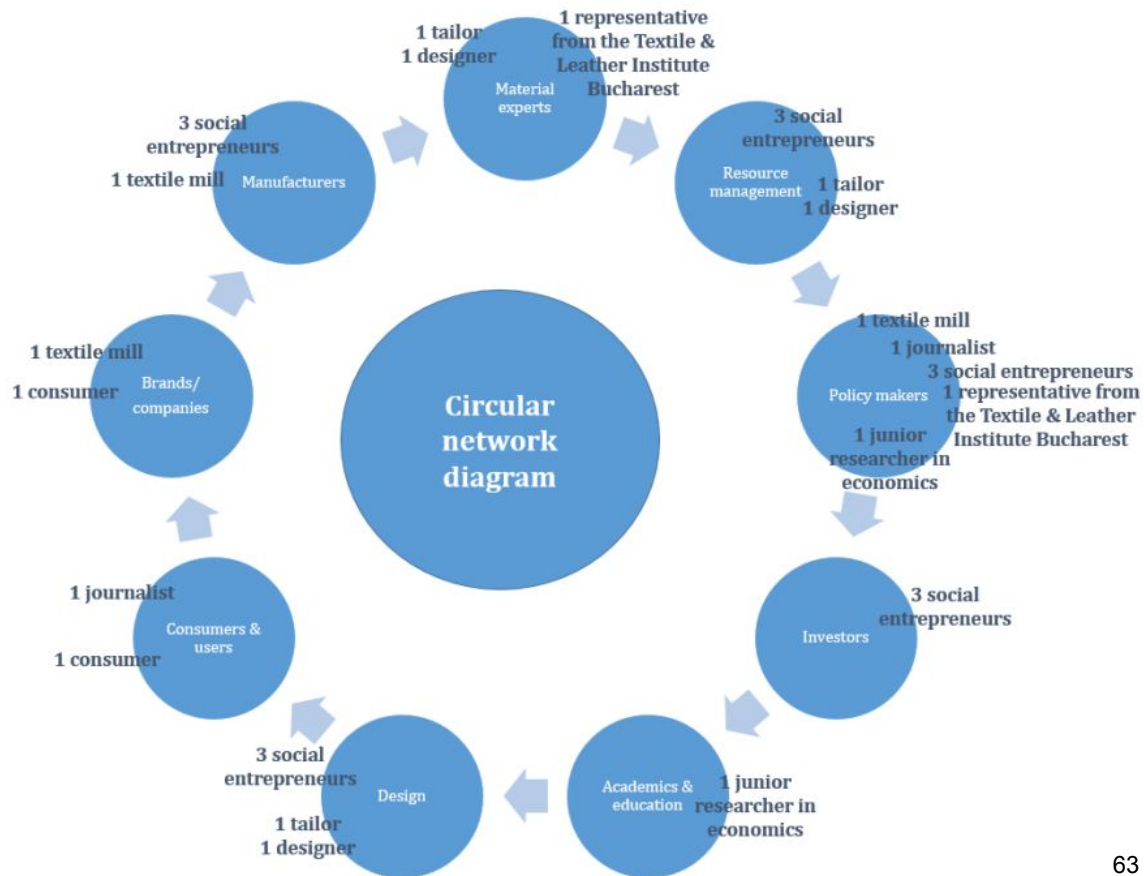 1 tailor
1 designer
Material
experts
1 representative
from the Textile &
Leather Institute
Bucharest
3 social
entrepreneurs
Resource
management
1 tailor
1 designer
1 textile mill
1 journalist
3 social entrepreneurs
Policy makers
1 representative from
the Textile & Leather
Institute Bucharest
1 junior
researcher in
economics
3 social
entrepreneurs
Investors
Academics &
education
1 junior
researcher in
economics
3 social
entrepreneurs
Design
1 tailor
1 designer
1 journalist
Consumers &
users
1 consumer
1 textile mill
Brands/
companies
1 consumer
3 social
entrepreneurs
1 textile mill
Manufacturers
Circular
network
diagram
63